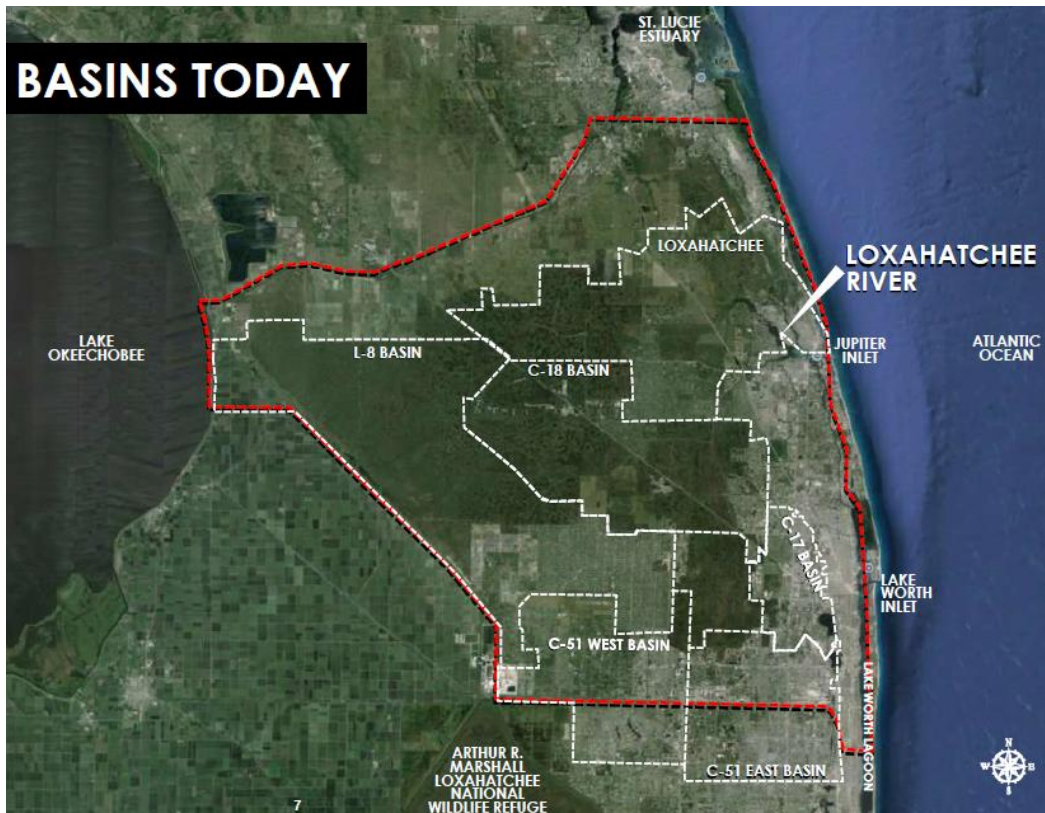 ST. LUCIE
ESTUARY
BASINS TODAY
LOXAHATCHEE
LOXAHATCHEE
RIVER
LAKE
OKEECHOBEE
L-8 BASIN
C-18 BASIN
JUPITER
INLET
ATLANTIC
OCEAN
C-17 BASIN
LAKE
WORTH
INLET
C-51 WEST BASIN
LAKE WORTH LAGOON
ARTHUR R.
MARSHALL
LOXAHATCHEE
NATIONAL
WILDLIFE REFUGE
C-51 EAST BASIN
N
W
E
S
7